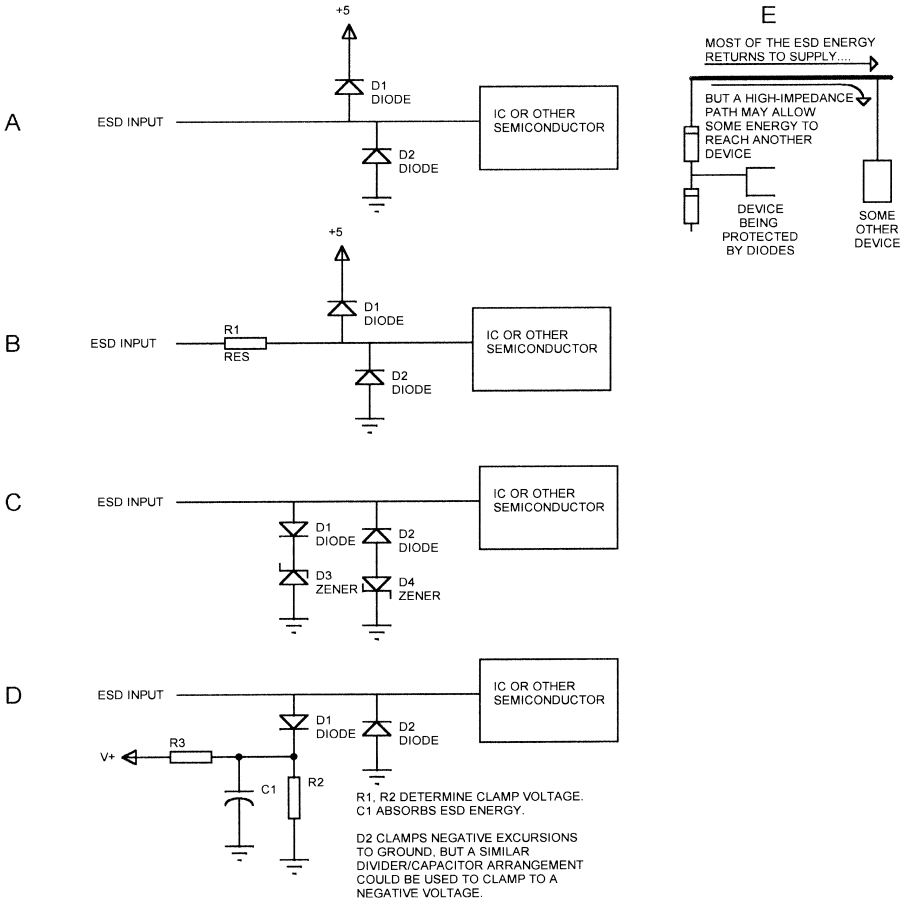 A
+5
D1
DIODE
ESD INPUT
D2
DIODE
IC OR OTHER
SEMICONDUCTOR
E
MOST OF THE ESD ENERGY
RETURNS TO SUPPLY....
BUT A HIGH-IMPEDANCE
PATH MAY ALLOW
SOME ENERGY TO
REACH ANOTHER
DEVICE
DEVICE
BEING
PROTECTED
BY DIODES
SOME
OTHER
DEVICE
B
+5
D1
DIODE
ESD INPUT
R1
RES
D2
DIODE
IC OR OTHER
SEMICONDUCTOR
C
ESD INPUT
D1
DIODE
D2
DIODE
D3
ZENER
D4
ZENER
IC OR OTHER
SEMICONDUCTOR
D
ESD INPUT
D1
DIODE
D2
DIODE
IC OR OTHER
SEMICONDUCTOR
V+
R3
C1
R2
R1, R2 DETERMINE CLAMP VOLTAGE.
C1 ABSORBS ESD ENERGY.
D2 CLAMPS NEGATIVE EXCURSIONS
TO GROUND, BUT A SIMILAR
DIVIDER/CAPACITOR ARRANGEMENT
COULD BE USED TO CLAMP TO A
NEGATIVE VOLTAGE.